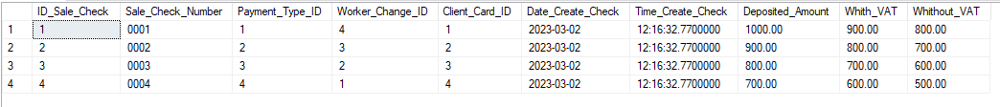 ID_Sale_Check Sale_Check_Number Payment_Type_ID Worker_Change_ID Client_Card_ID Date_Create_Check Time_Create_Check Deposited_Amount Whith_VAT Whithout_VAT
1 1 0001 1 4 1 2023-03-02 12:16:32.7700000 1000.00 900.00 800.00
2 2 0002 2 3 2 2023-03-02 12:16:32.7700000 900.00 800.00 700.00
3 3 0003 3 2 3 2023-03-02 12:16:32.7700000 800.00 700.00 600.00
4 4 0004 4 1 4 2023-03-02 12:16:32.7700000 700.00 600.00 500.00